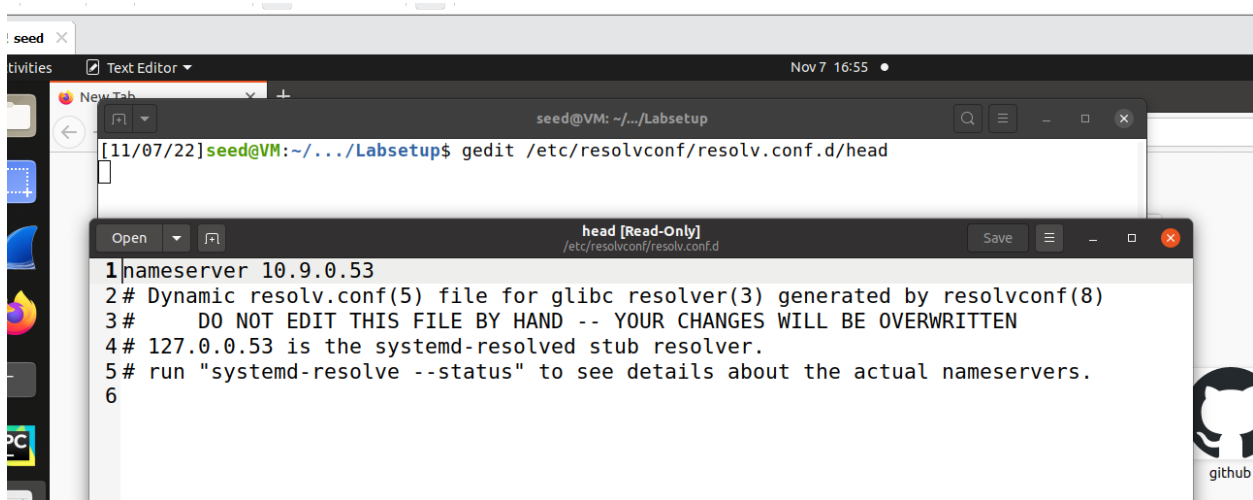 ! seed ×
tivities Text Editor ▾ Nov 7 16:55 ●
New Tab × +
seed@VM: ~/.../Labsetup
[11/07/22]seed@VM:~/.../Labsetup$ gedit /etc/resolvconf/resolv.conf.d/head
Open ▾ head [Read-Only] Save
/etc/resolvconf/resolv.conf.d
1 nameserver 10.9.0.53
2 # Dynamic resolv.conf(5) file for glibc resolver(3) generated by resolvconf(8)
3 #     DO NOT EDIT THIS FILE BY HAND -- YOUR CHANGES WILL BE OVERWRITTEN
4 # 127.0.0.53 is the systemd-resolved stub resolver.
5 # run "systemd-resolve --status" to see details about the actual nameservers.
6
PC
github